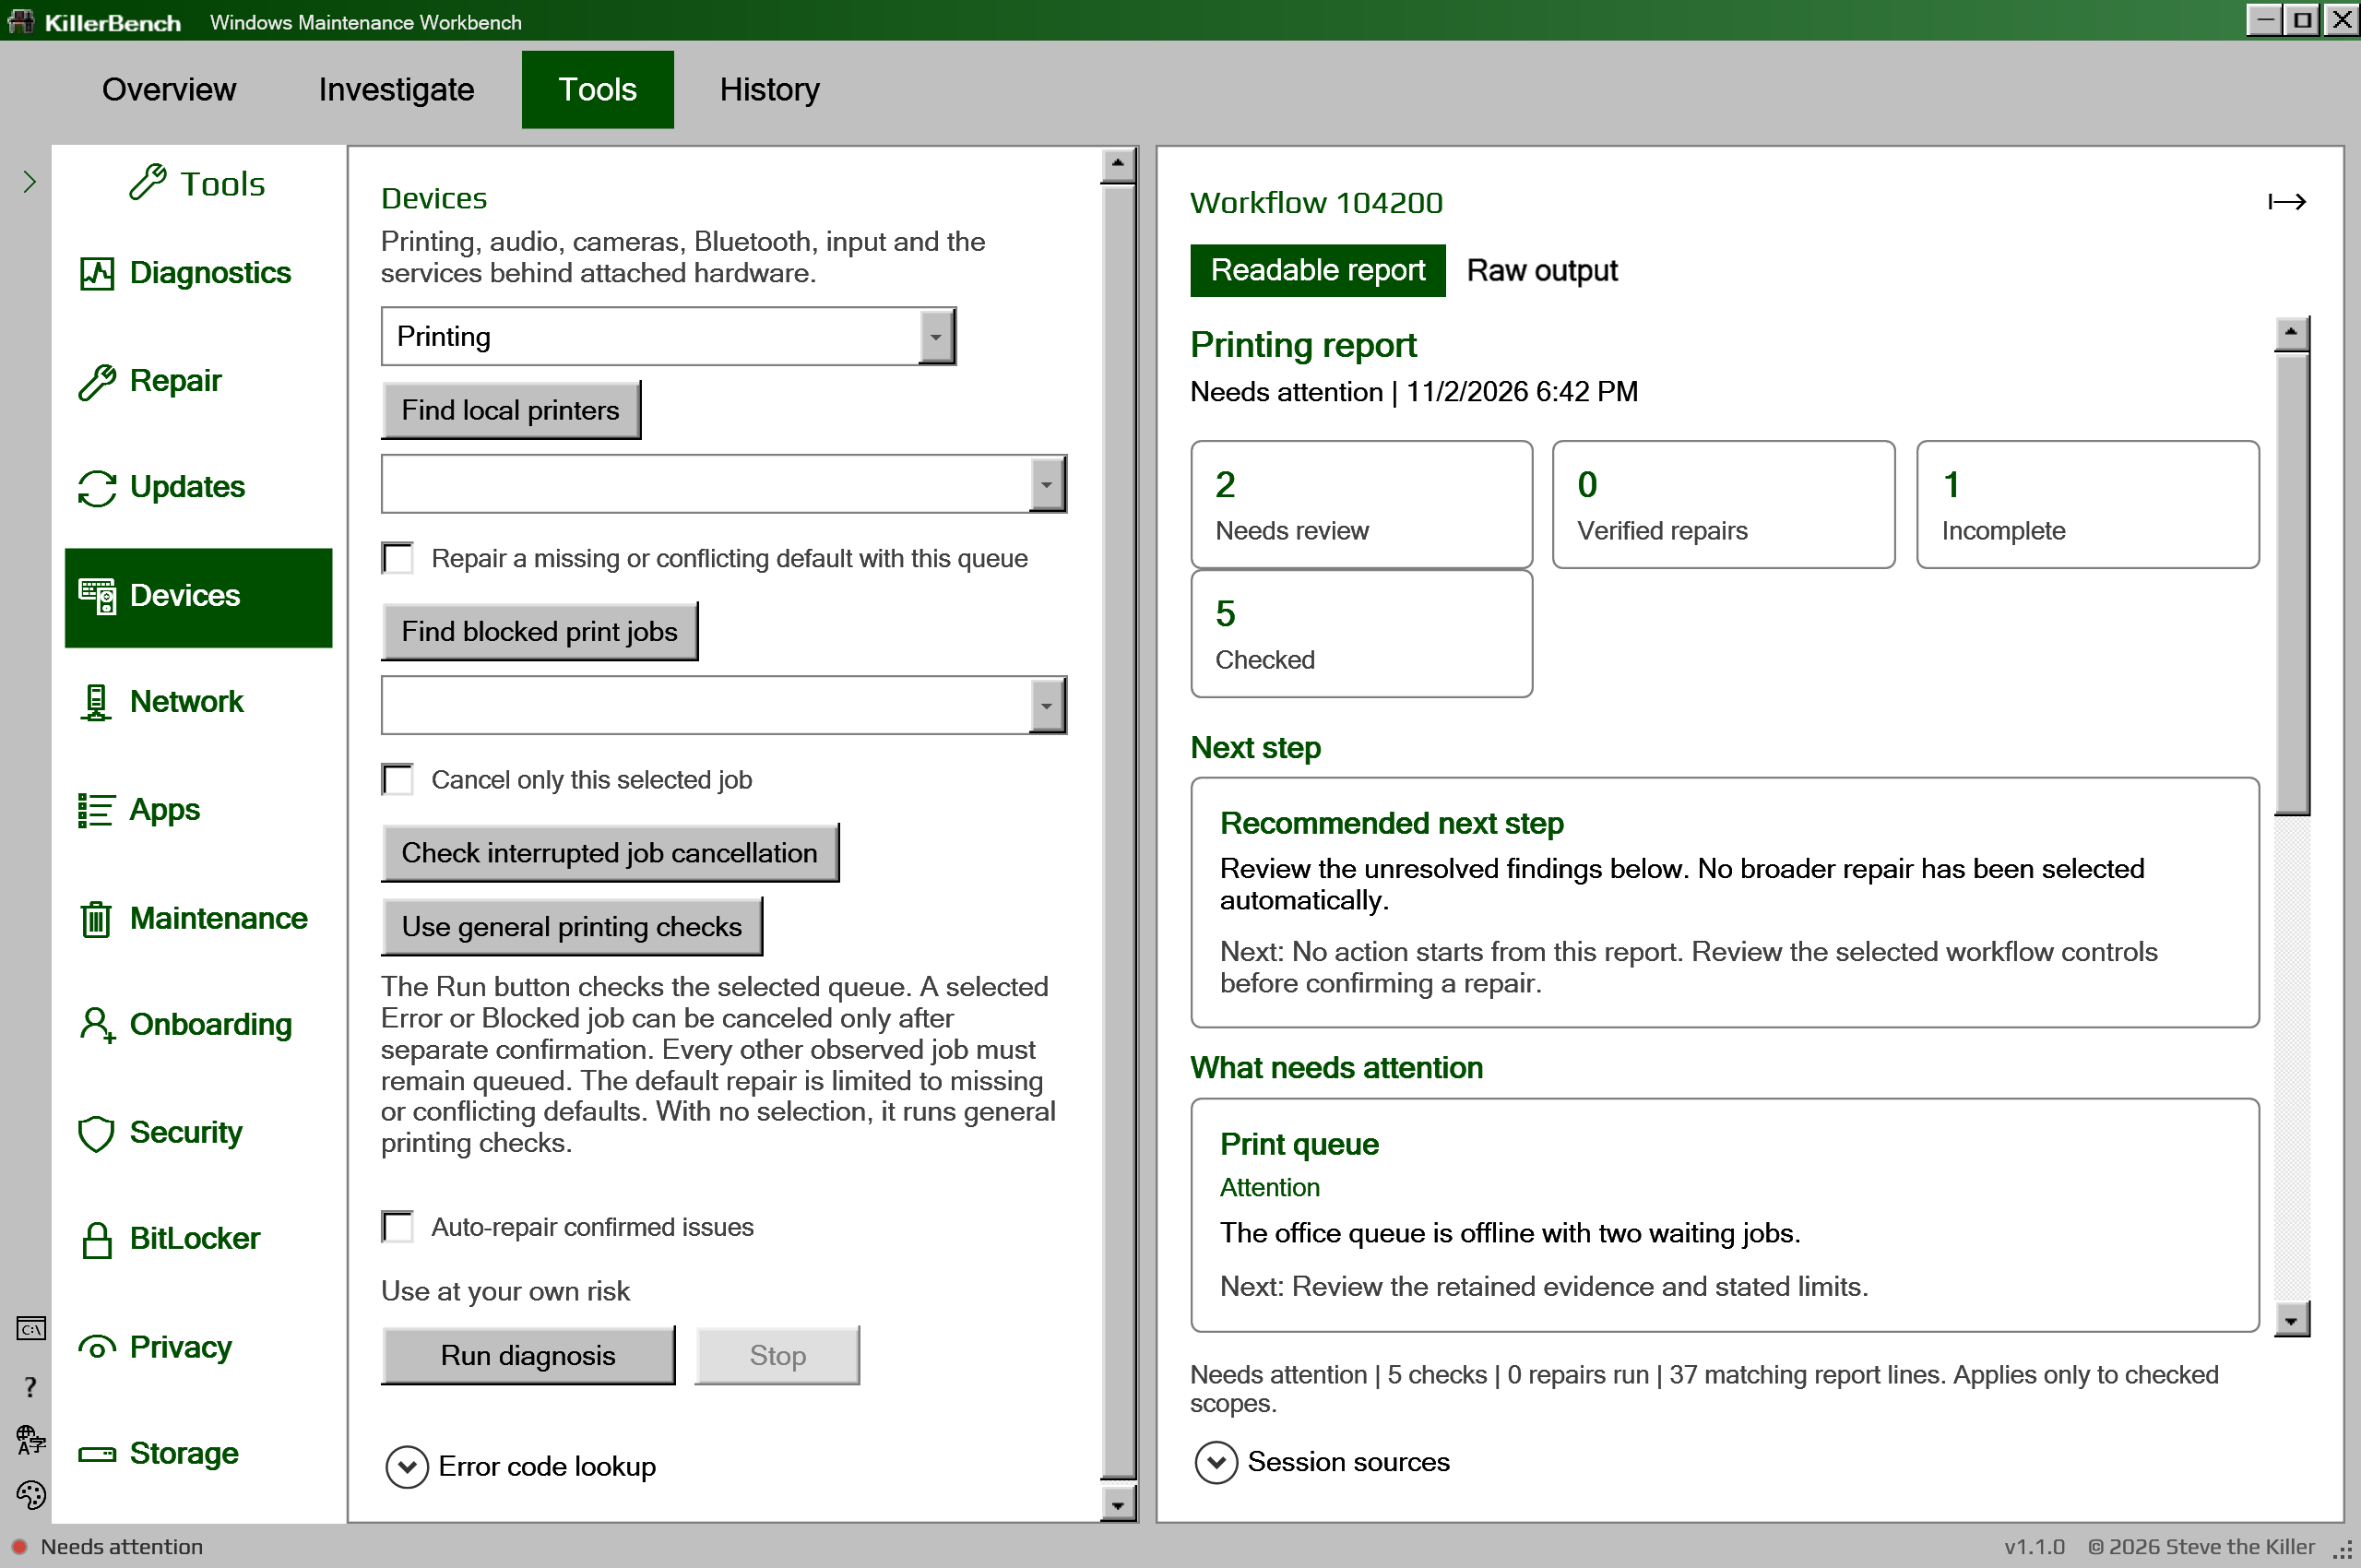 KillerBench Windows Maintenance Workbench
Overview Investigate Tools History
Tools
Diagnostics
Repair
Updates
Devices
Network
Apps
Maintenance
Onboarding
Security
BitLocker
Privacy
Storage
C:\
?
A字
Devices
Printing, audio, cameras, Bluetooth, input and the
services behind attached hardware.
Printing
Find local printers
Repair a missing or conflicting default with this queue
Find blocked print jobs
Cancel only this selected job
Check interrupted job cancellation
Use general printing checks
The Run button checks the selected queue. A selected
Error or Blocked job can be canceled only after
separate confirmation. Every other observed job must
remain queued. The default repair is limited to missing
or conflicting defaults. With no selection, it runs general
printing checks.
Auto-repair confirmed issues
Use at your own risk
Run diagnosis Stop
Error code lookup
Workflow 104200
Readable report Raw output
Printing report
Needs attention | 11/2/2026 6:42 PM
2
Needs review
0
Verified repairs
1
Incomplete
5
Checked
Next step
Recommended next step
Review the unresolved findings below. No broader repair has been selected
automatically.
Next: No action starts from this report. Review the selected workflow controls
before confirming a repair.
What needs attention
Print queue
Attention
The office queue is offline with two waiting jobs.
Next: Review the retained evidence and stated limits.
Needs attention | 5 checks | 0 repairs run | 37 matching report lines. Applies only to checked
scopes.
Session sources
Needs attention
v1.1.0 © 2026 Steve the Killer